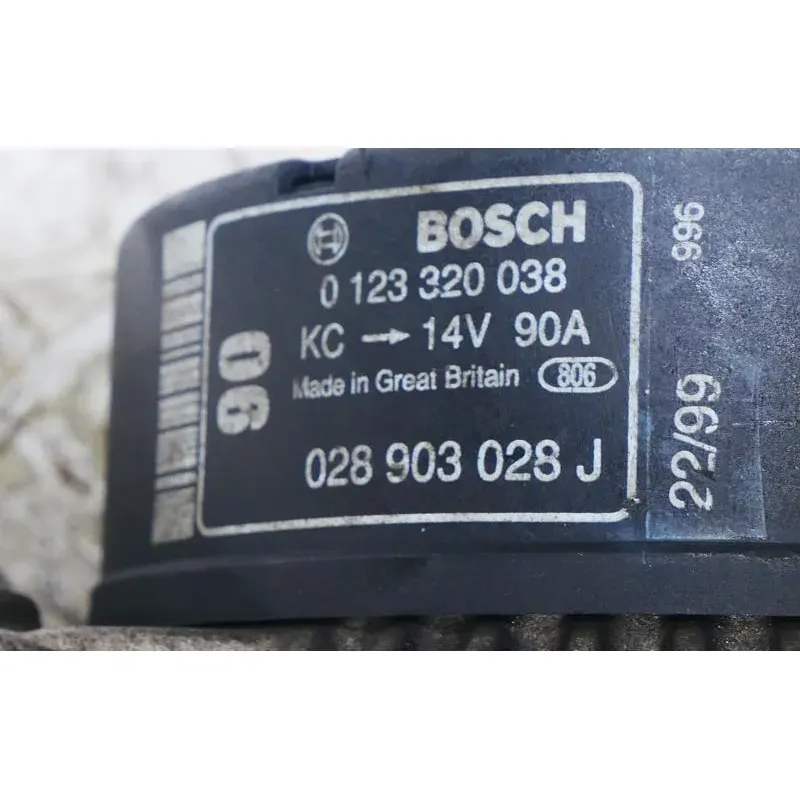 BOSCH
0 123 320 038
KC → 14V 90A
Made in Great Britain 806
028 903 028 J
90
996
22/99